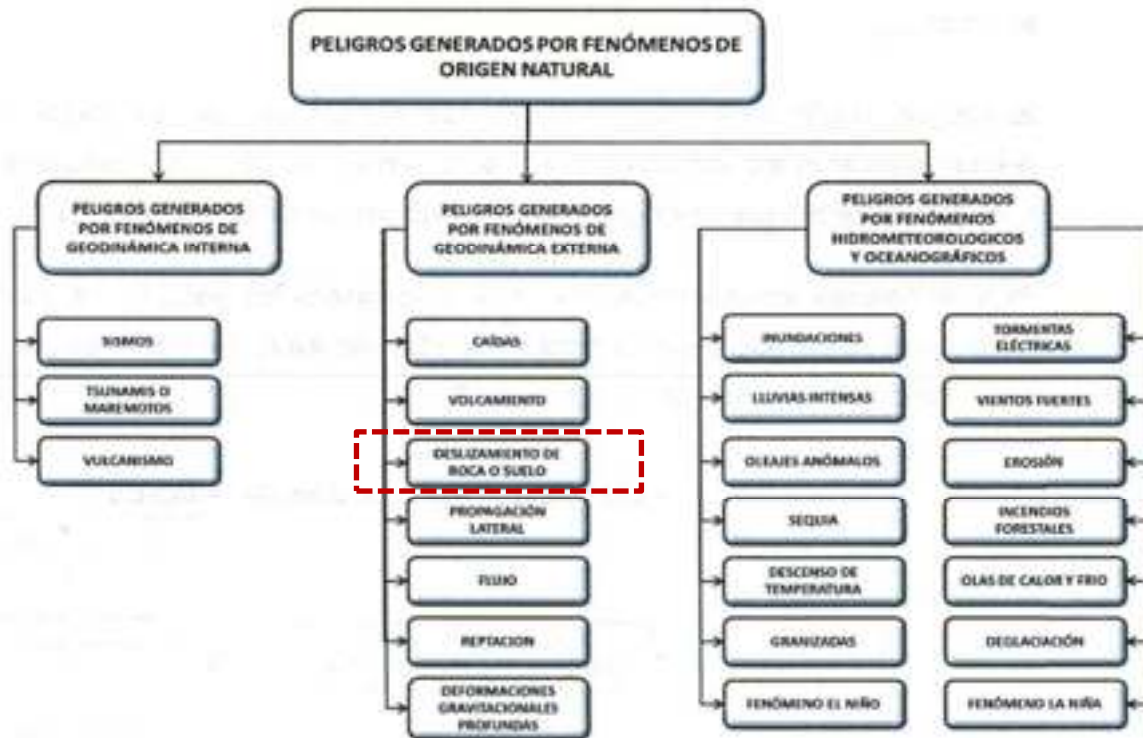 PELIGROS GENERADOS POR FENÓMENOS DE
ORIGEN NATURAL
PELIGROS GENERADOS
POR FENÓMENOS DE
GEODINÁMICA INTERNA
SISMOS
TSUNAMIS O
MAREMOTOS
VULCANISMO
PELIGROS GENERADOS
POR FENÓMENOS DE
GEODINÁMICA EXTERNA
CAÍDAS
VOLCAMIENTO
DESLIZAMIENTO DE
ROCA O SUELO
PROPAGACIÓN
LATERAL
FLUJO
REPTACION
DEFORMACIONES
GRAVITACIONALES
PROFUNDAS
PELIGROS GENERADOS
POR FENÓMENOS
HIDROMETEOROLOGICOS
Y OCEANOGRÁFICOS
INUNDACIONES
LLUVIAS INTENSAS
OLEAJES ANÓMALOS
SEQUIA
DESCENSO DE
TEMPERATURA
GRANIZADAS
FENÓMENO EL NIÑO
TORMENTAS
ELÉCTRICAS
VIENTOS FUERTES
EROSIÓN
INCENDIOS
FORESTALES
OLAS DE CALOR Y FRIO
DEGLACIACIÓN
FENÓMENO LA NIÑA